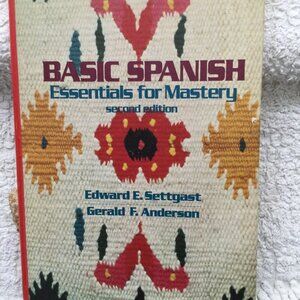 BASIC SPANISH
Essentials for Mastery
second edition
Edward E. Settgast
Gerald F. Anderson